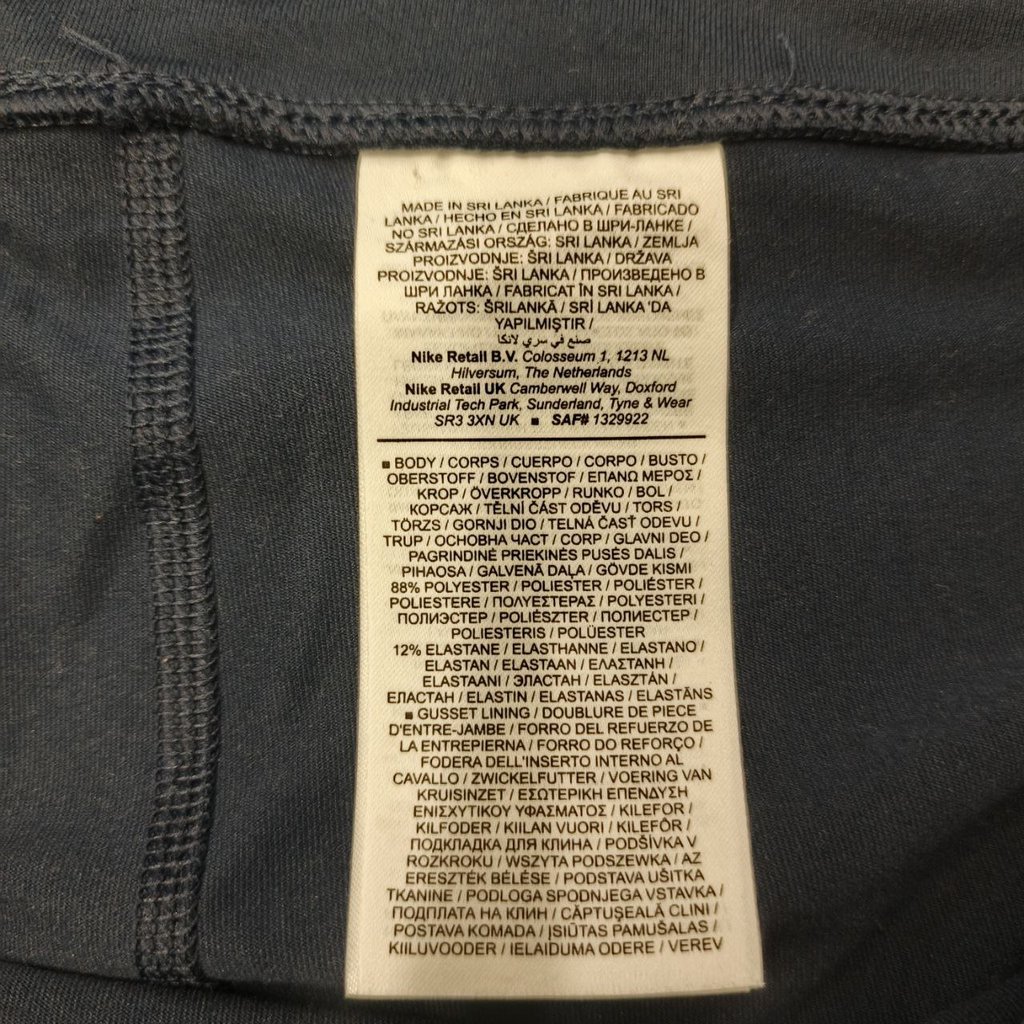 MADE IN SRI LANKA / FABRIQUE AU SRI
LANKA / HECHO EN SRI LANKA / FABRICADO
NO SRI LANKA / СДЕЛАНО В ШРИ-ЛАНКЕ /
SZÁRMAZÁSI ORSZÁG: SRI LANKA / ZEMLJA
PROIZVODNJE: ŠRI LANKA / DRŽAVA
PROIZVODNJE: ŠRI LANKA / ПРОИЗВЕДЕНО В
ШРИ ЛАНКА / FABRICAT ÎN SRI LANKA /
RAŽOTS: ŠRILANKĀ / SRİ LANKA 'DA
YAPILMIŞTIR /
صنع في سري لانكا
Nike Retail B.V. Colosseum 1, 1213 NL
Hilversum, The Netherlands
Nike Retail UK Camberwell Way, Doxford
Industrial Tech Park, Sunderland, Tyne & Wear
SR3 3XN UK ■ SAF# 1329922
■ BODY / CORPS / CUERPO / CORPO / BUSTO /
OBERSTOFF / BOVENSTOF / ΕΠΑΝΩ ΜΕΡΟΣ /
KROP / ÖVERKROPP / RUNKO / BOL /
КОРСАЖ / TĚLNÍ ČÁST ODĚVU / TORS /
TÖRZS / GORNJI DIO / TELNÁ ČASŤ ODEVU /
TRUP / ОСНОВНА ЧАСТ / CORP / GLAVNI DEO /
PAGRINDINĖ PRIEKINĖS PUSĖS DALIS /
PIHAOSA / GALVENĀ DAĻA / GÖVDE KISMI
88% POLYESTER / POLIESTER / POLIÉSTER /
POLIESTERE / ΠΟΛΥΕΣΤΕΡΑΣ / POLYESTERI /
ПОЛИЭСТЕР / POLIÉSZTER / ПОЛИЕСТЕР /
POLIESTERIS / POLÜESTER
12% ELASTANE / ELASTHANNE / ELASTANO /
ELASTAN / ELASTAAN / ΕΛΑΣΤΑΝΗ /
ELASTAANI / ЭЛАСТАН / ELASZTÁN /
ЕЛАСТАН / ELASTIN / ELASTANAS / ELASTĀNS
■ GUSSET LINING / DOUBLURE DE PIECE
D'ENTRE-JAMBE / FORRO DEL REFUERZO DE
LA ENTREPIERNA / FORRO DO REFORÇO /
FODERA DELL'INSERTO INTERNO AL
CAVALLO / ZWICKELFUTTER / VOERING VAN
KRUISINZET / ΕΣΩΤΕΡΙΚΗ ΕΠΕΝΔΥΣΗ
ΕΝΙΣΧΥΤΙΚΟΥ ΥΦΑΣΜΑΤΟΣ / KILEFOR /
KILFODER / KIILAN VUORI / KILEFÔR /
ПОДКЛАДКА ДЛЯ КЛИНА / PODŠÍVKA V
ROZKROKU / WSZYTA PODSZEWKA / AZ
ERESZTÉK BÉLÉSE / PODSTAVA UŠITKA
TKANINE / PODLOGA SPODNJEGA VSTAVKA /
ПОДПЛАТА НА КЛИН / CĂPTUŞEALĂ CLINI /
POSTAVA KOMADA / ĮSIŪTAS PAMUŠALAS /
KIILUVOODER / IELAIDUMA ODERE / VEREV